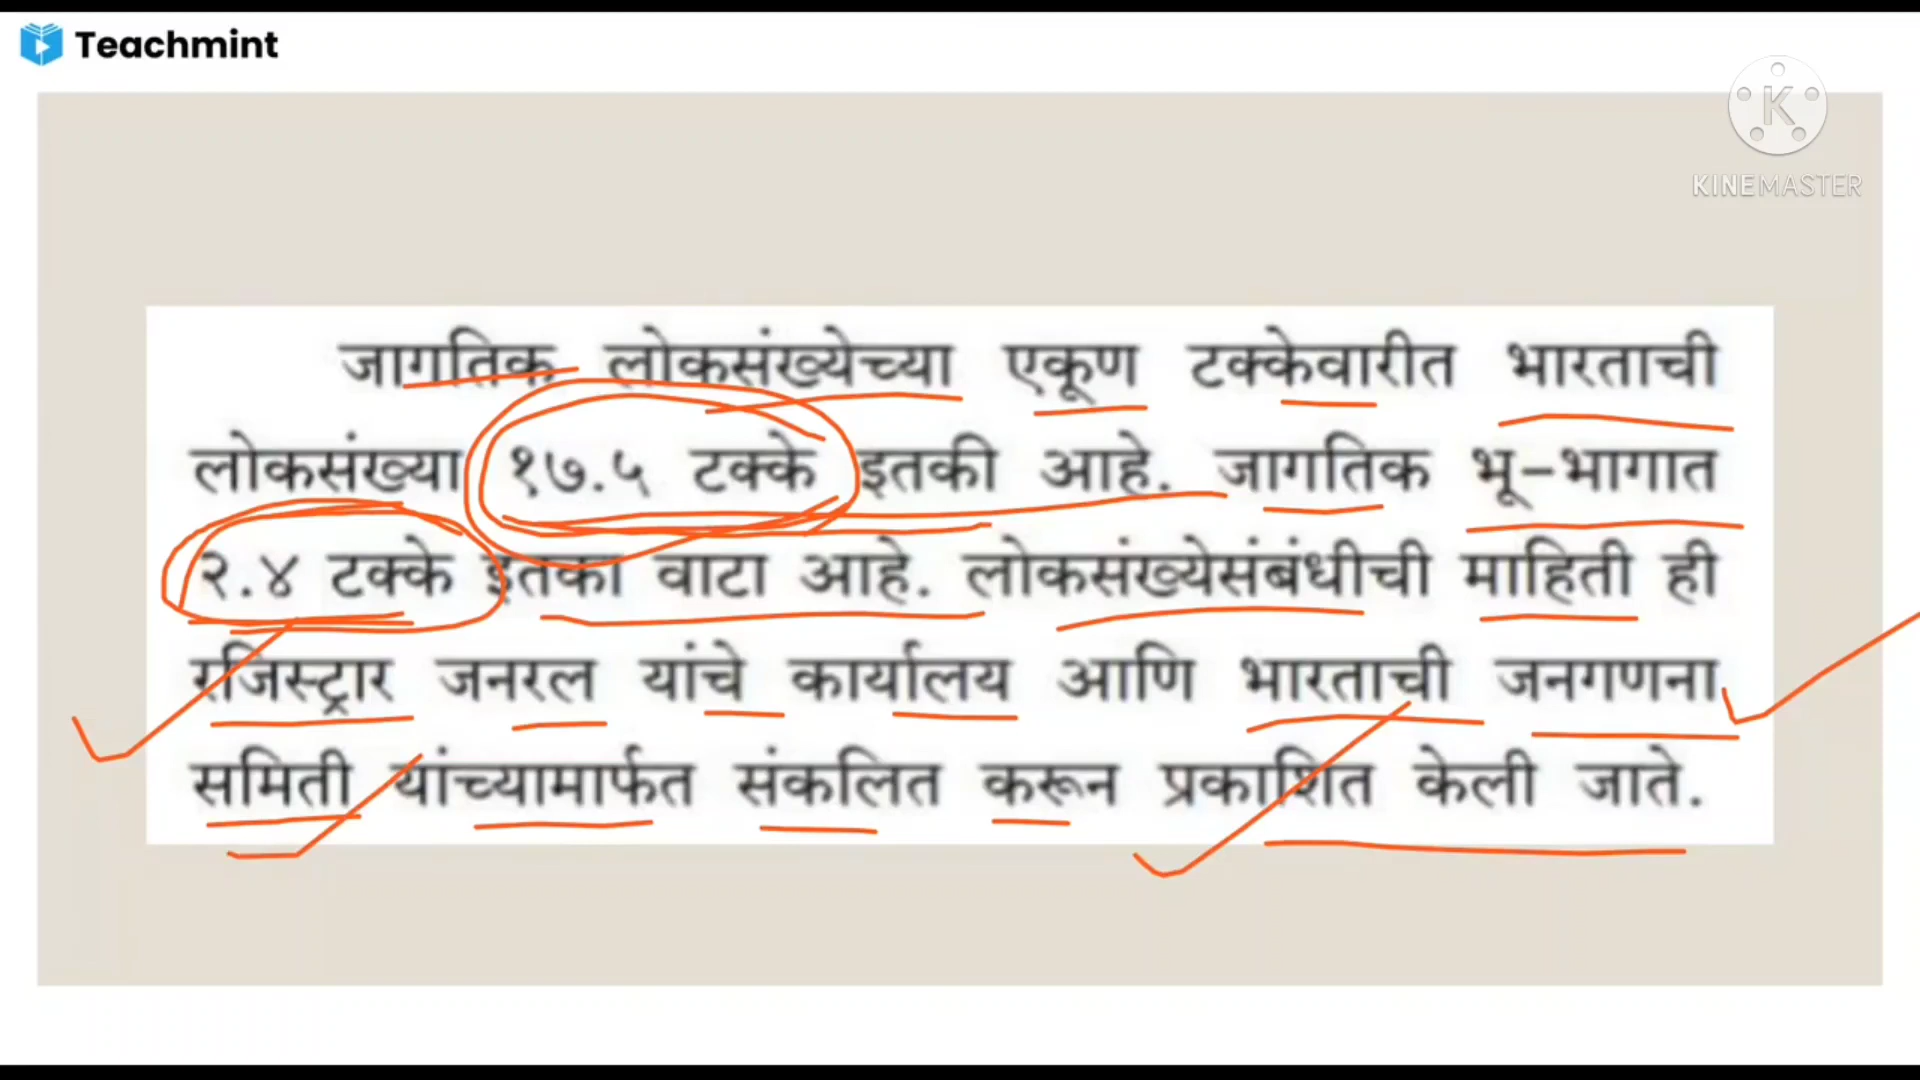 Teachmint
KINEMASTER
जागतिक लोकसंख्येच्या एकूण टक्केवारीत भारताची
लोकसंख्या १७.५ टक्के इतकी आहे. जागतिक भू-भागात
२.४ टक्के इतका वाटा आहे. लोकसंख्येसंबंधीची माहिती ही
रजिस्ट्रार जनरल यांचे कार्यालय आणि भारताची जनगणना
समिती यांच्यामार्फत संकलित करून प्रकाशित केली जाते.